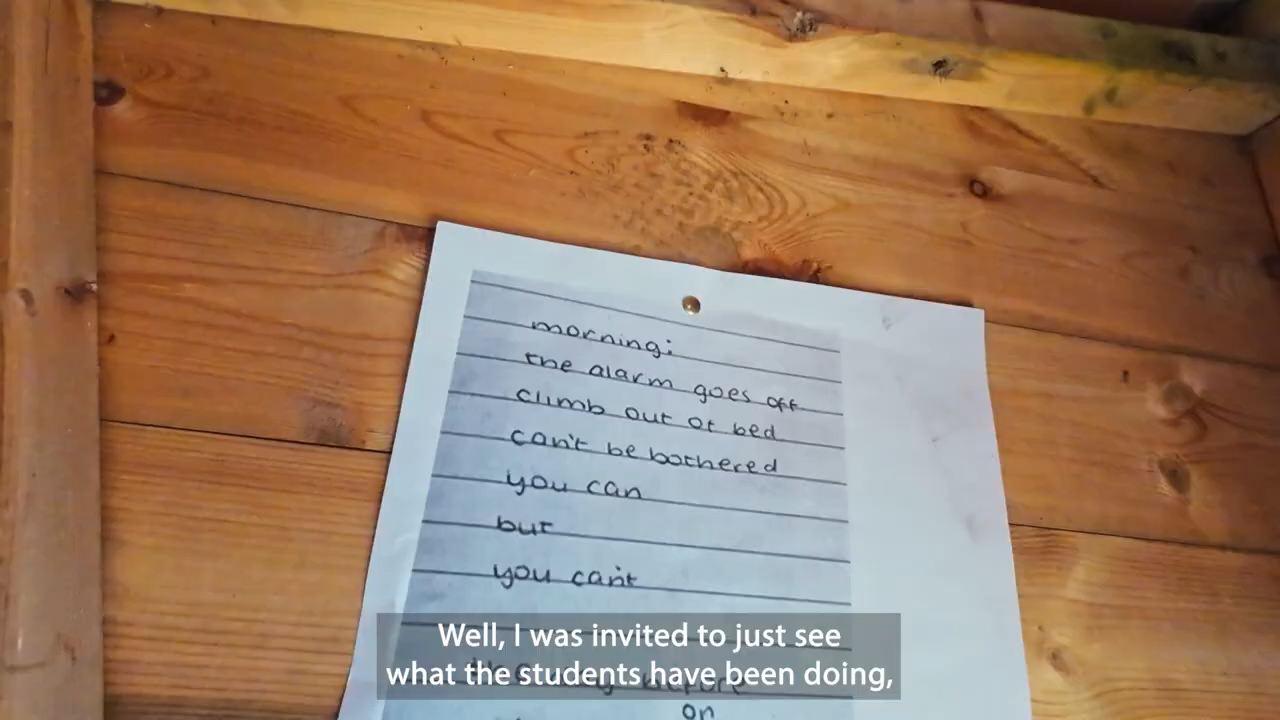 morning:
the alarm goes off
climb out of bed
can't be bothered
you can
but
you can't
before
on
Well, I was invited to just see
what the students have been doing,